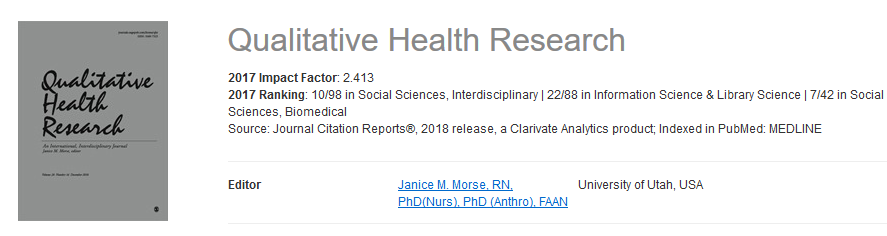 Qualitative
Health
Research
An International, Interdisciplinary Journal
Janice M. Morse, editor
Qualitative Health Research
2017 Impact Factor: 2.413
2017 Ranking: 10/98 in Social Sciences, Interdisciplinary | 22/88 in Information Science & Library Science | 7/42 in Social
Sciences, Biomedical
Source: Journal Citation Reports®, 2018 release, a Clarivate Analytics product; Indexed in PubMed: MEDLINE
Editor
Janice M. Morse, RN,
PhD(Nurs), PhD (Anthro), FAAN
University of Utah, USA